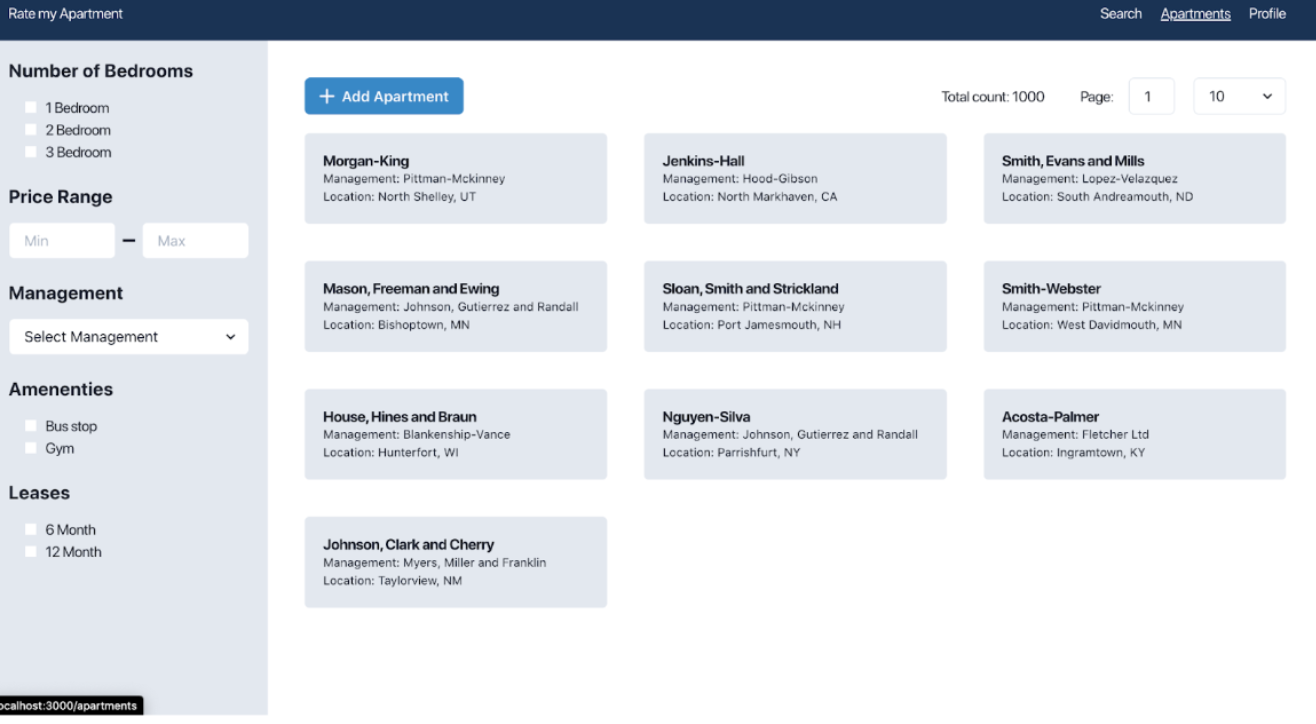 Rate my Apartment
Search Apartments Profile
Number of Bedrooms
1 Bedroom
2 Bedroom
3 Bedroom
Price Range
Min – Max
Management
Select Management
Amenenties
Bus stop
Gym
Leases
6 Month
12 Month
+ Add Apartment
Total count: 1000 Page: 1 10
Morgan-King
Management: Pittman-Mckinney
Location: North Shelley, UT
Jenkins-Hall
Management: Hood-Gibson
Location: North Markhaven, CA
Smith, Evans and Mills
Management: Lopez-Velazquez
Location: South Andreamouth, ND
Mason, Freeman and Ewing
Management: Johnson, Gutierrez and Randall
Location: Bishoptown, MN
Sloan, Smith and Strickland
Management: Pittman-Mckinney
Location: Port Jamesmouth, NH
Smith-Webster
Management: Pittman-Mckinney
Location: West Davidmouth, MN
House, Hines and Braun
Management: Blankenship-Vance
Location: Hunterfort, WI
Nguyen-Silva
Management: Johnson, Gutierrez and Randall
Location: Parrishfurt, NY
Acosta-Palmer
Management: Fletcher Ltd
Location: Ingramtown, KY
Johnson, Clark and Cherry
Management: Myers, Miller and Franklin
Location: Taylorview, NM
ocalhost:3000/apartments